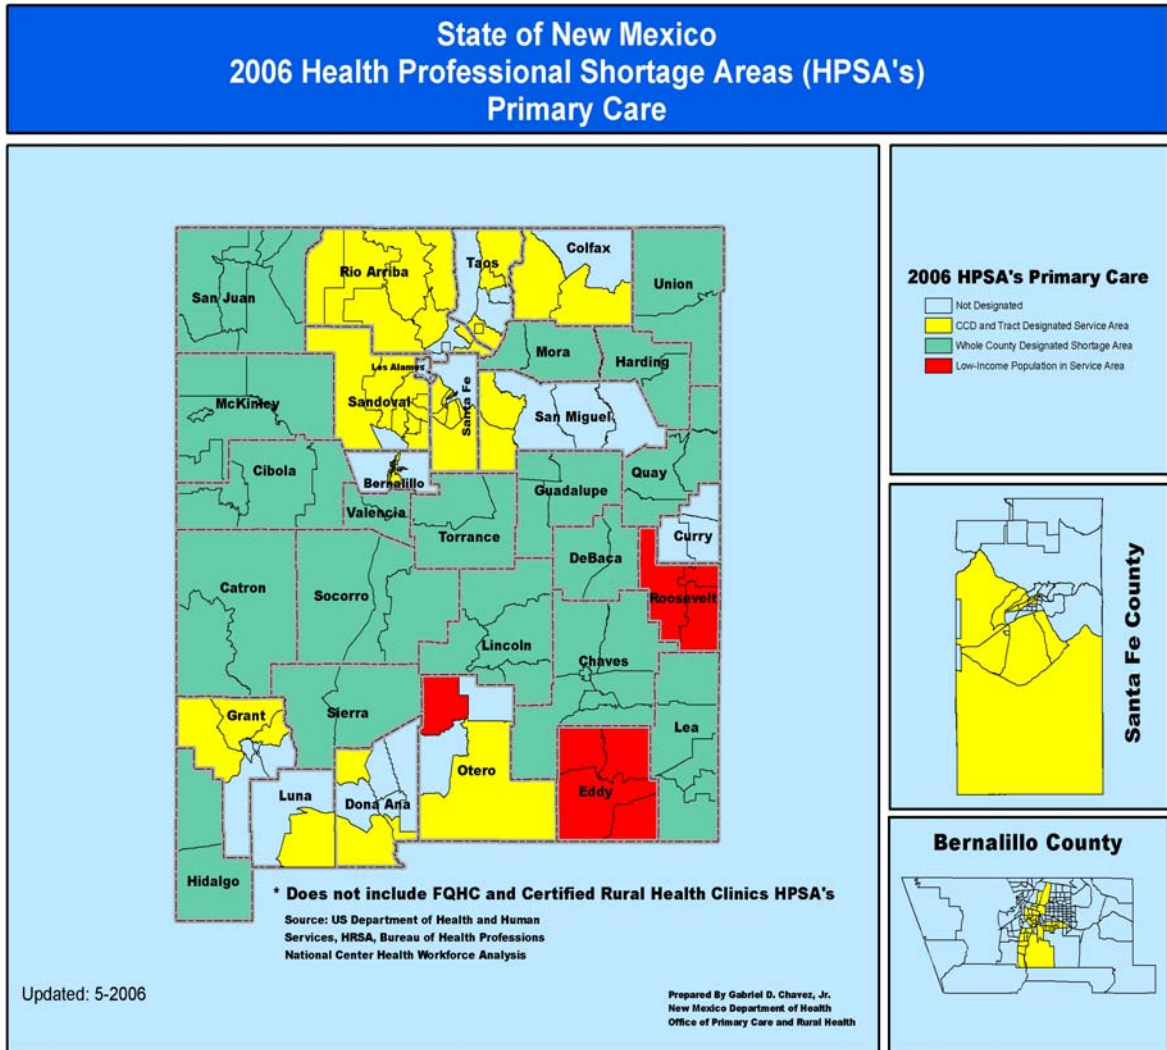 State of New Mexico
2006 Health Professional Shortage Areas (HPSA's)
Primary Care
Colfax
Taos
Rio Arriba
Union
San Juan
Mora
Harding
Los Alamos
Santa Fe
McKinley
Sandoval
San Miguel
Cibola
Quay
Bernalillo
Guadalupe
Valencia
Torrance
Curry
DeBaca
Catron
Socorro
Roosevelt
Lincoln
Chaves
Grant
Sierra
Lea
Otero
Luna
Dona Ana
Eddy
Hidalgo
* Does not include FQHC and Certified Rural Health Clinics HPSA's
Source: US Department of Health and Human
Services, HRSA, Bureau of Health Professions
National Center Health Workforce Analysis
Updated: 5-2006
Prepared By Gabriel D. Chavez, Jr.
New Mexico Department of Health
Office of Primary Care and Rural Health
2006 HPSA's Primary Care
Not Designated
CCD and Tract Designated Service Area
Whole County Designated Shortage Area
Low-Income Population in Service Area
Santa Fe County
Bernalillo County